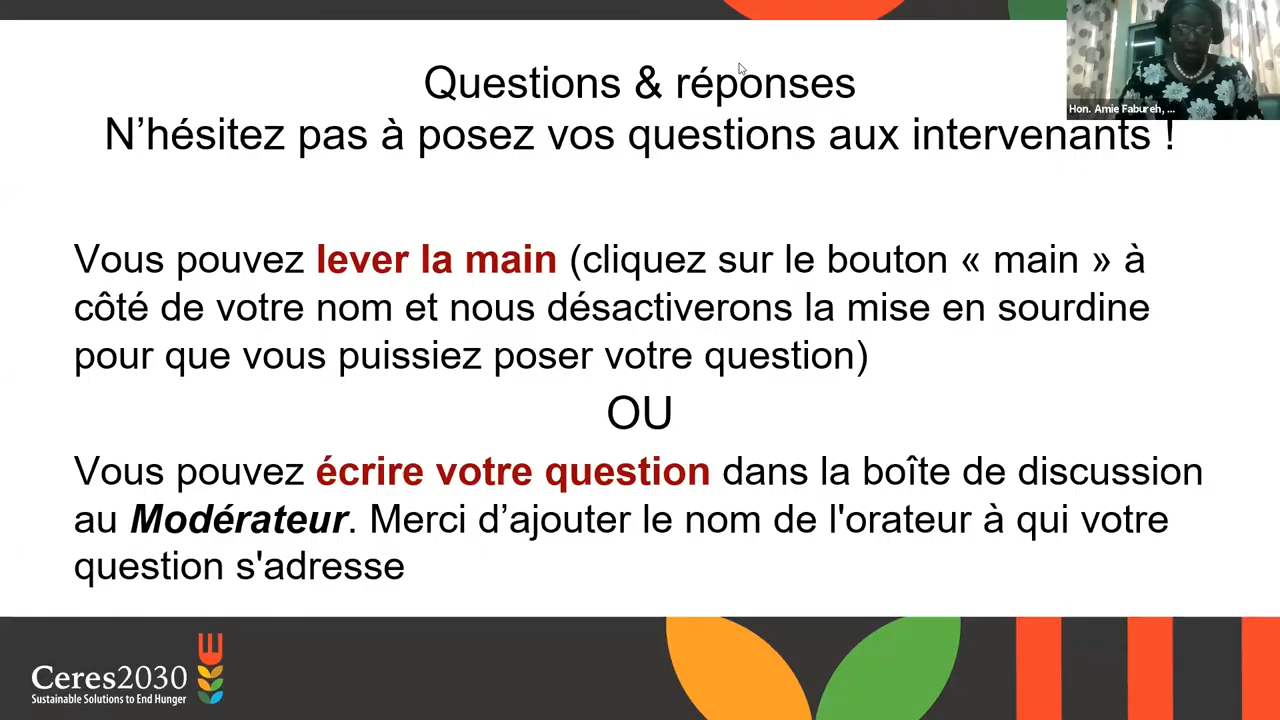 Questions & réponses
N’hésitez pas à posez vos questions aux intervenants !
Hon. Amie Fabureh, ...
Vous pouvez lever la main (cliquez sur le bouton « main » à
côté de votre nom et nous désactiverons la mise en sourdine
pour que vous puissiez poser votre question)
OU
Vous pouvez écrire votre question dans la boîte de discussion
au Modérateur. Merci d’ajouter le nom de l'orateur à qui votre
question s'adresse
Ceres2030
Sustainable Solutions to End Hunger